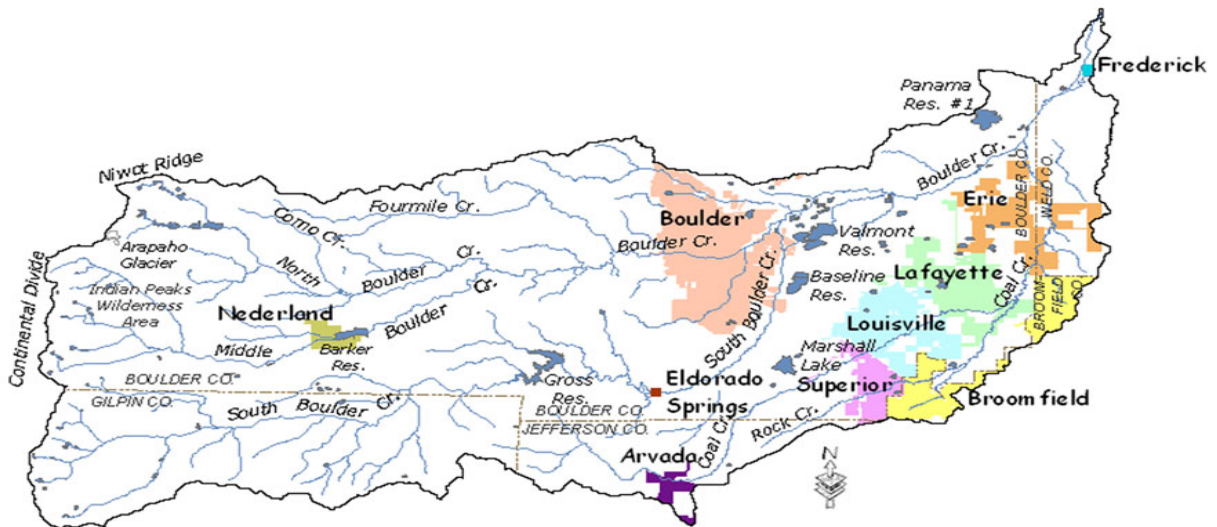 Frederick
Panama
Res. #1
Niwot Ridge
Boulder Cr.
BOULDER CO.
WELD CO.
Erie
Fourmile Cr.
Como Cr.
Boulder
Boulder Cr.
Valmont
Res.
Arapaho
Glacier
North Boulder Cr.
Lafayette
Baseline
Res.
Coal Cr.
Continental Divide
Indian Peaks
Wilderness
Area
BROOM-
FIELD
CO.
Nederland
Middle Boulder Cr.
Barker
Res.
South Boulder Cr.
Louisville
Marshall
Lake
Superior
BOULDER CO.
GILPIN CO.
South Boulder Cr.
Gross
Res.
Eldorado
Springs
Broomfield
BOULDER CO.
JEFFERSON CO.
Coal Cr.
Rock Cr.
Arvada
N